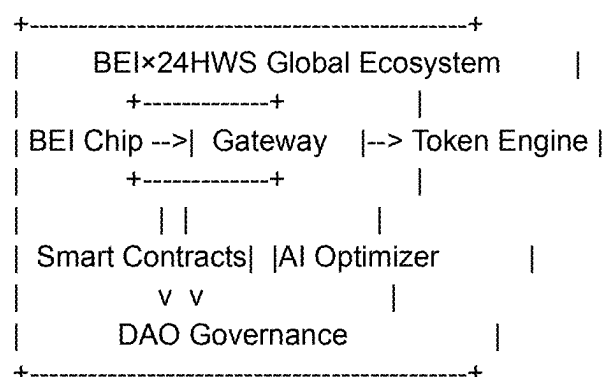 +--------------------------------------------+
| BEI×24HWS Global Ecosystem |
| +-------------+ |
| BEI Chip -->| Gateway |--> Token Engine |
| +-------------+ |
| | | |
| Smart Contracts| |AI Optimizer |
| v v |
| DAO Governance |
+--------------------------------------------+